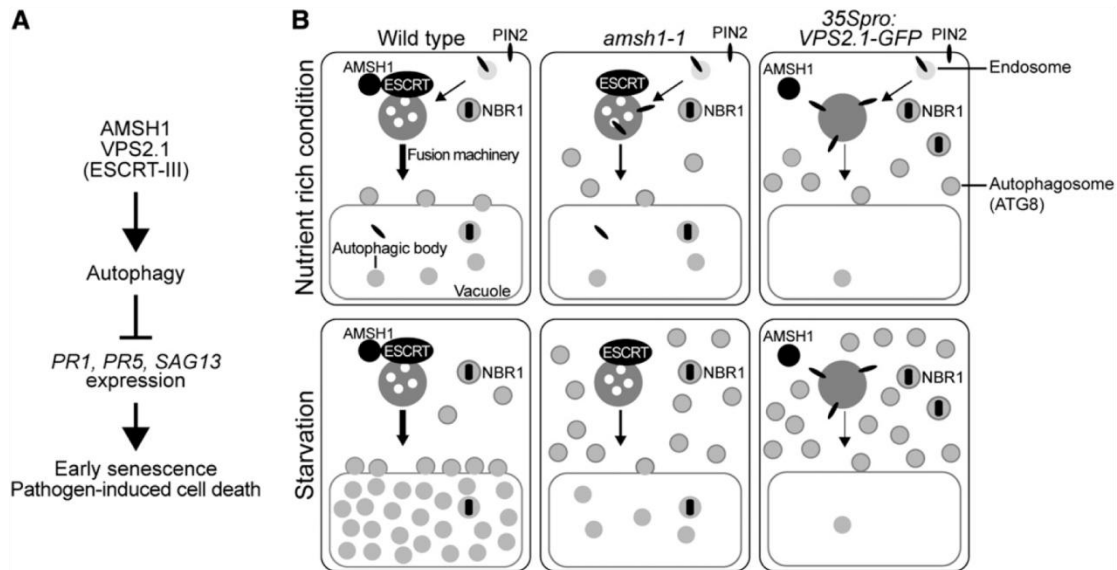 A
AMSH1
VPS2.1
(ESCRT-III)
Autophagy
PR1, PR5, SAG13
expression
Early senescence
Pathogen-induced cell death
B
Nutrient rich condition
Starvation
Wild type
PIN2
AMSH1
ESCRT
NBR1
Fusion machinery
Autophagic body
Vacuole
amsh1-1
PIN2
ESCRT
NBR1
35Spro:
VPS2.1-GFP
PIN2
AMSH1
NBR1
Endosome
Autophagosome
(ATG8)
AMSH1
ESCRT
NBR1
ESCRT
NBR1
AMSH1
NBR1